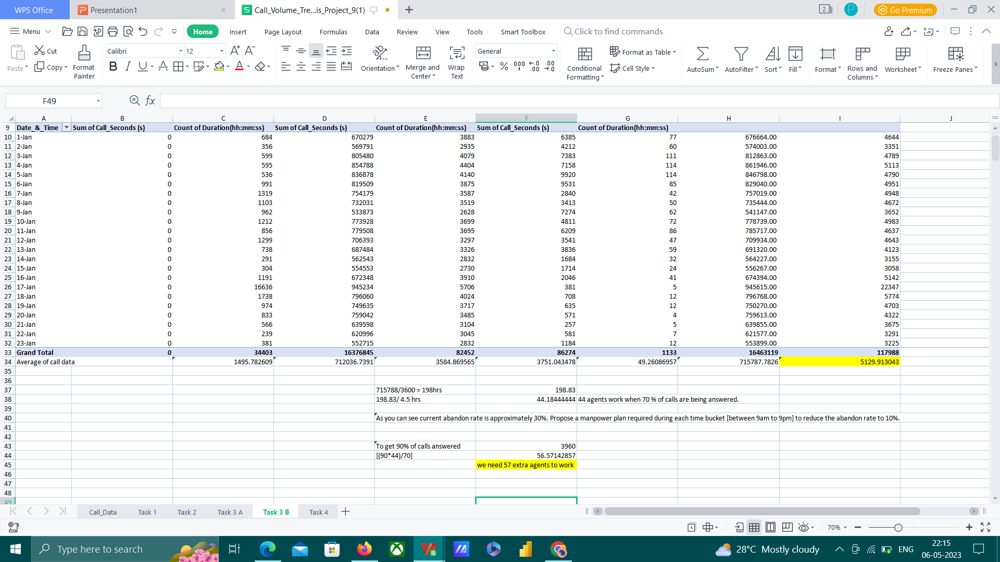 WPS Office Presentation1 Call_Volume_Tre...is_Project_9(1) 2 P Go Premium
Menu Home Insert Page Layout Formulas Data Review View Tools Smart Toolbox Click to find commands
Paste Cut Copy Format Painter Calibri 12 Orientation Merge and Center Wrap Text General Conditional Formatting Format as Table Cell Style AutoSum AutoFilter Sort Fill Format Rows and Columns Worksheet Freeze Panes
F49
A B C D E F G H I J
9 Date_&_Time Sum of Call_Seconds (s) Count of Duration(hh:mm:ss) Sum of Call_Seconds (s) Count of Duration(hh:mm:ss) Sum of Call_Seconds (s) Count of Duration(hh:mm:ss)
10 1-Jan 0 684 670279 3883 6385 77 676664.00 4644
11 2-Jan 0 356 569791 2935 4212 60 574003.00 3351
12 3-Jan 0 599 805480 4079 7383 111 812863.00 4789
13 4-Jan 0 595 854788 4404 7158 114 861946.00 5113
14 5-Jan 0 536 836878 4140 9920 114 846798.00 4790
15 6-Jan 0 991 819509 3875 9531 85 829040.00 4951
16 7-Jan 0 1319 754179 3587 2840 42 757019.00 4948
17 8-Jan 0 1103 732031 3519 3413 50 735444.00 4672
18 9-Jan 0 962 533873 2628 7274 62 541147.00 3652
19 10-Jan 0 1212 773928 3699 4811 72 778739.00 4983
20 11-Jan 0 856 779508 3695 6209 86 785717.00 4637
21 12-Jan 0 1299 706393 3297 3541 47 709934.00 4643
22 13-Jan 0 738 687484 3326 3836 59 691320.00 4123
23 14-Jan 0 291 562543 2832 1684 32 564227.00 3155
24 15-Jan 0 304 554553 2730 1714 24 556267.00 3058
25 16-Jan 0 1191 672348 3910 2046 41 674394.00 5142
26 17-Jan 0 16636 945234 5706 381 5 945615.00 22347
27 18-Jan 0 1738 796060 4024 708 12 796768.00 5774
28 19-Jan 0 974 749635 3717 635 12 750270.00 4703
29 20-Jan 0 833 759042 3485 571 4 759613.00 4322
30 21-Jan 0 566 639598 3104 257 5 639855.00 3675
31 22-Jan 0 239 620996 3045 581 7 621577.00 3291
32 23-Jan 0 381 552715 2832 1184 12 553899.00 3225
33 Grand Total 0 34403 16376845 82452 86274 1133 16463119 117988
34 Average of call data 1495.782609 712036.7391 3584.869565 3751.043478 49.26086957 715787.7826 5129.913043
35
36
37 715788/3600 = 198hrs 198.83
38 198.83/ 4.5 hrs 44.18444444 44 agents work when 70 % of calls are being answered.
39
40 As you can see current abandon rate is approximately 30%. Propose a manpower plan required during each time bucket [between 9am to 9pm] to reduce the abandon rate to 10%.
41
42
43 To get 90% of calls answered 3960
44 [(90*44)/70] 56.57142857
45 we need 57 extra agents to work
46
47
48
49
Call_Data Task 1 Task 2 Task 3 A Task 3 B Task 4
70%
Type here to search 28°C Mostly cloudy ENG 22:15
06-05-2023